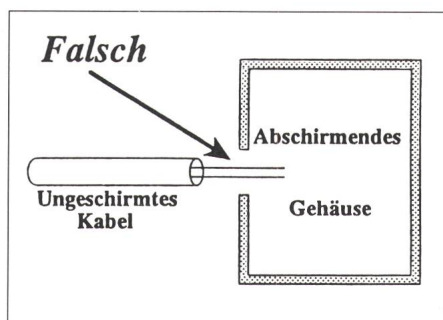 Falsch
Abschirmendes
Gehäuse
Ungeschirmtes
Kabel